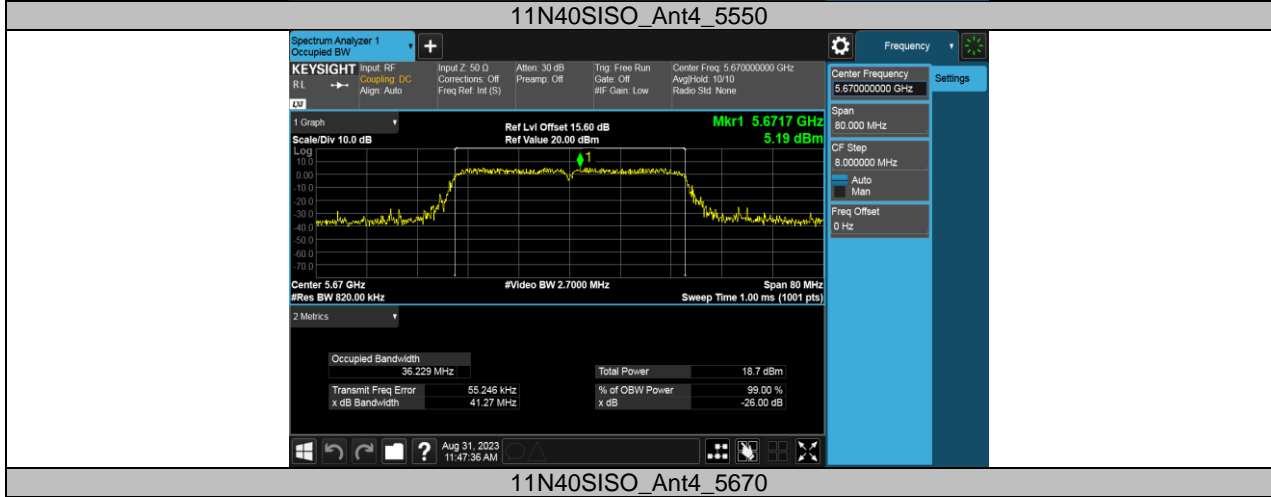 11N40SISO_Ant4_5550
Spectrum Analyzer 1
Occupied BW
+
Frequency
KEYSIGHT
R L
Input: RF
Coupling: DC
Align: Auto
Input Z: 50 Ω
Corrections: Off
Freq Ref: Int (S)
Atten: 30 dB
Preamp: Off
Trig: Free Run
Gate: Off
#IF Gain: Low
Center Freq: 5.670000000 GHz
Avg|Hold: 10/10
Radio Std: None
LXI
Center Frequency
5.670000000 GHz
Settings
Span
80.000 MHz
CF Step
8.000000 MHz
Auto
Man
Freq Offset
0 Hz
1 Graph
Scale/Div 10.0 dB
Ref Lvl Offset 15.60 dB
Ref Value 20.00 dBm
Mkr1 5.6717 GHz
5.19 dBm
Log
10.0
0.00
-10.0
-20.0
-30.0
-40.0
-50.0
-60.0
-70.0
1
Center 5.67 GHz
#Res BW 820.00 kHz
#Video BW 2.7000 MHz
Span 80 MHz
Sweep Time 1.00 ms (1001 pts)
2 Metrics
Occupied Bandwidth
36.229 MHz
Total Power 18.7 dBm
Transmit Freq Error 55.246 kHz
% of OBW Power 99.00 %
x dB Bandwidth 41.27 MHz
x dB -26.00 dB
?
Aug 31, 2023
11:47:36 AM
11N40SISO_Ant4_5670